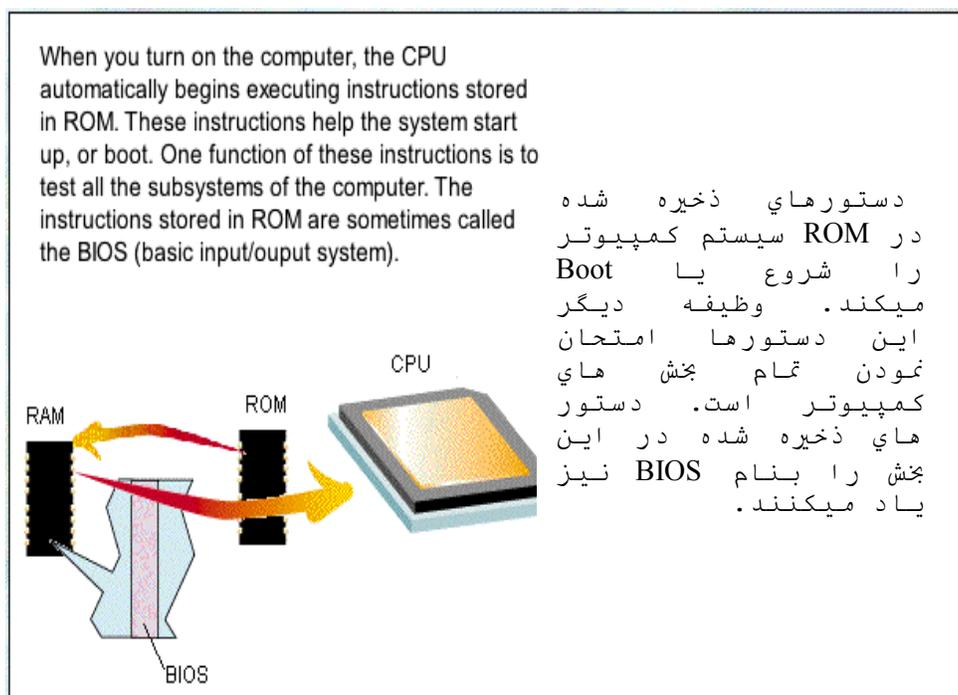 When you turn on the computer, the CPU
automatically begins executing instructions stored
in ROM. These instructions help the system start
up, or boot. One function of these instructions is to
test all the subsystems of the computer. The
instructions stored in ROM are sometimes called
the BIOS (basic input/ouput system).
دستورهاي ذخيره شده
در ROM سيستم كمپيوتر
را شروع يا Boot
ميكند. وظيفه ديگر
اين دستورها امتحان
نمودن تمام بخش هاي
كمپيوتر است. دستور
هاي ذخيره شده در اين
بخش را بنام BIOS نيز
ياد ميكنند.
CPU
ROM
RAM
BIOS